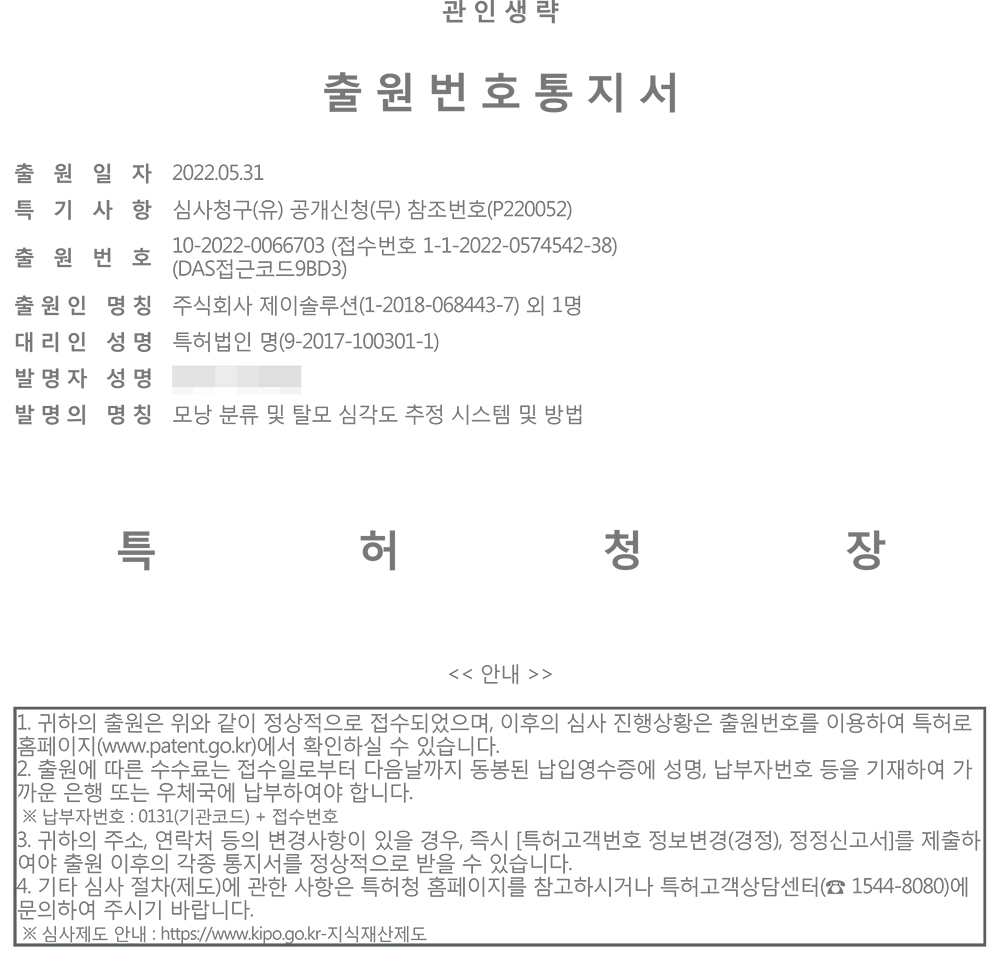 관 인 생 략
출 원 번 호 통 지 서
출 원 일 자 2022.05.31
특 기 사 항 심사청구(유) 공개신청(무) 참조번호(P220052)
출 원 번 호 10-2022-0066703 (접수번호 1-1-2022-0574542-38)
(DAS접근코드9BD3)
출 원 인 명 칭 주식회사 제이솔루션(1-2018-068443-7) 외 1명
대 리 인 성 명 특허법인 명(9-2017-100301-1)
발 명 자 성 명
발 명 의 명 칭 모낭 분류 및 탈모 심각도 추정 시스템 및 방법
특 허 청 장
<< 안내 >>
1. 귀하의 출원은 위와 같이 정상적으로 접수되었으며, 이후의 심사 진행상황은 출원번호를 이용하여 특허로
홈페이지(www.patent.go.kr)에서 확인하실 수 있습니다.
2. 출원에 따른 수수료는 접수일로부터 다음날까지 동봉된 납입영수증에 성명, 납부자번호 등을 기재하여 가
까운 은행 또는 우체국에 납부하여야 합니다.
※ 납부자번호 : 0131(기관코드) + 접수번호
3. 귀하의 주소, 연락처 등의 변경사항이 있을 경우, 즉시 [특허고객번호 정보변경(경정), 정정신고서]를 제출하
여야 출원 이후의 각종 통지서를 정상적으로 받을 수 있습니다.
4. 기타 심사 절차(제도)에 관한 사항은 특허청 홈페이지를 참고하시거나 특허고객상담센터(☎ 1544-8080)에
문의하여 주시기 바랍니다.
※ 심사제도 안내 : https://www.kipo.go.kr-지식재산제도